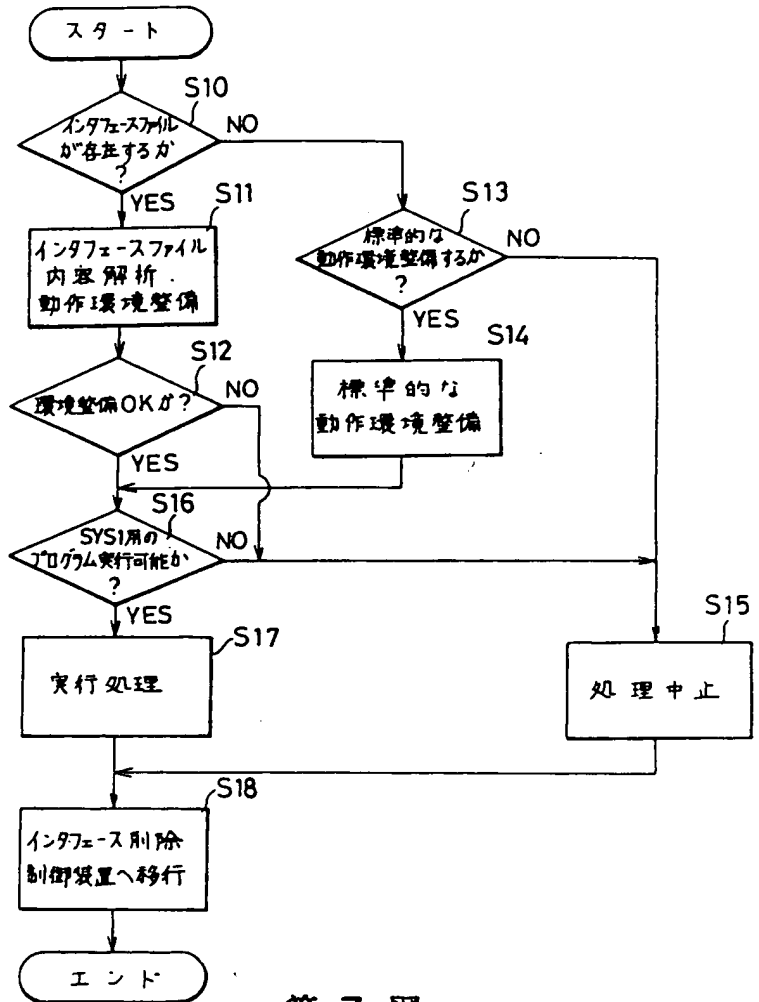 スタート
S10
インタフェースファイル
が存在するか
?
NO
YES
S11
インタフェースファイル
内容解析.
動作環境整備
S13
標準的な
動作環境整備するか
?
NO
YES
S14
標準的な
動作環境整備
S12
環境整備OKか?
NO
YES
S16
SYS1用の
プログラム実行可能か
?
NO
YES
S17
実行処理
S15
処理中止
S18
インタフェース削除
制御装置へ移行
エンド